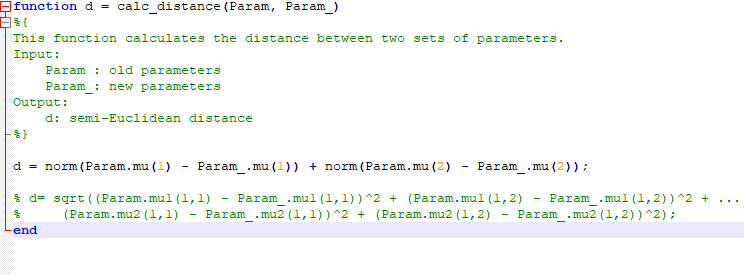 function d = calc_distance(Param, Param_)
%{
This function calculates the distance between two sets of parameters.
Input:
    Param : old parameters
    Param_: new parameters
Output:
    d: semi-Euclidean distance
%}
d = norm(Param.mu(1) - Param_.mu(1)) + norm(Param.mu(2) - Param_.mu(2));
% d= sqrt((Param.mu1(1,1) - Param_.mu1(1,1))^2 + (Param.mu1(1,2) - Param_.mu1(1,2))^2 + ...
%     (Param.mu2(1,1) - Param_.mu2(1,1))^2 + (Param.mu2(1,2) - Param_.mu2(1,2))^2);
end